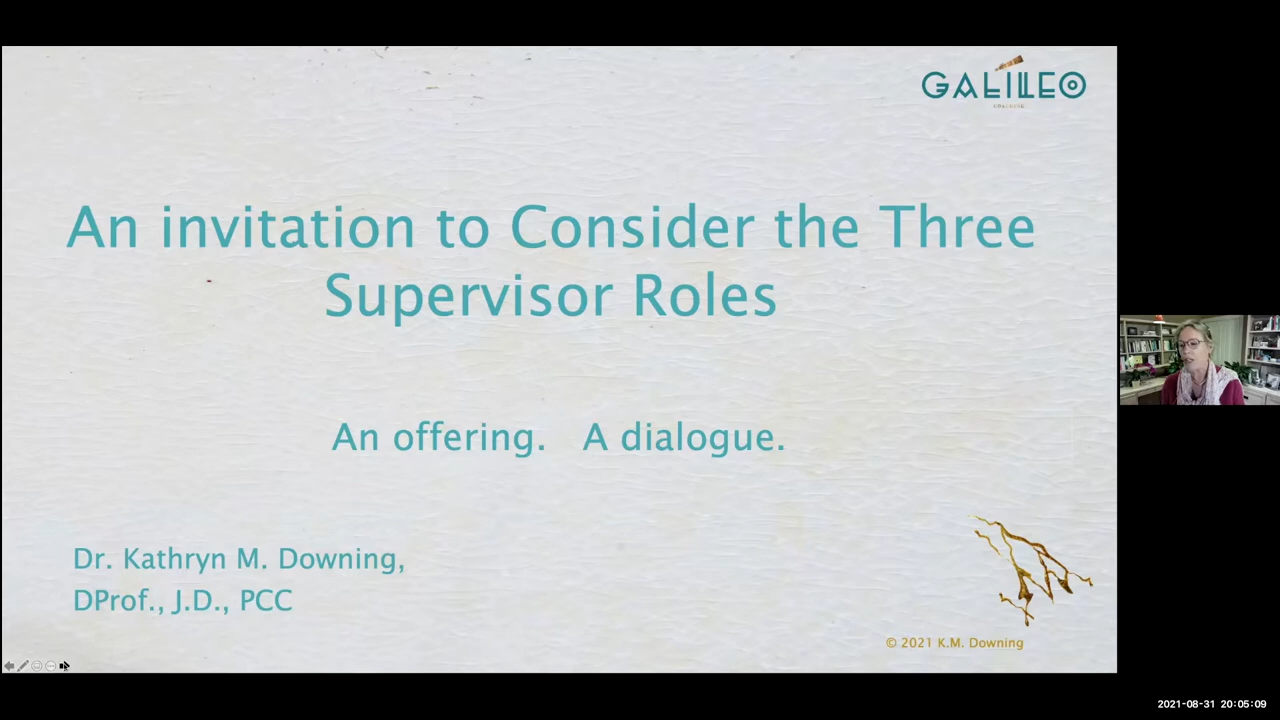 GALILEO
COACHING
An invitation to Consider the Three
Supervisor Roles
An offering. A dialogue.
Dr. Kathryn M. Downing,
DProf., J.D., PCC
© 2021 K.M. Downing
2021-08-31 20:05:09